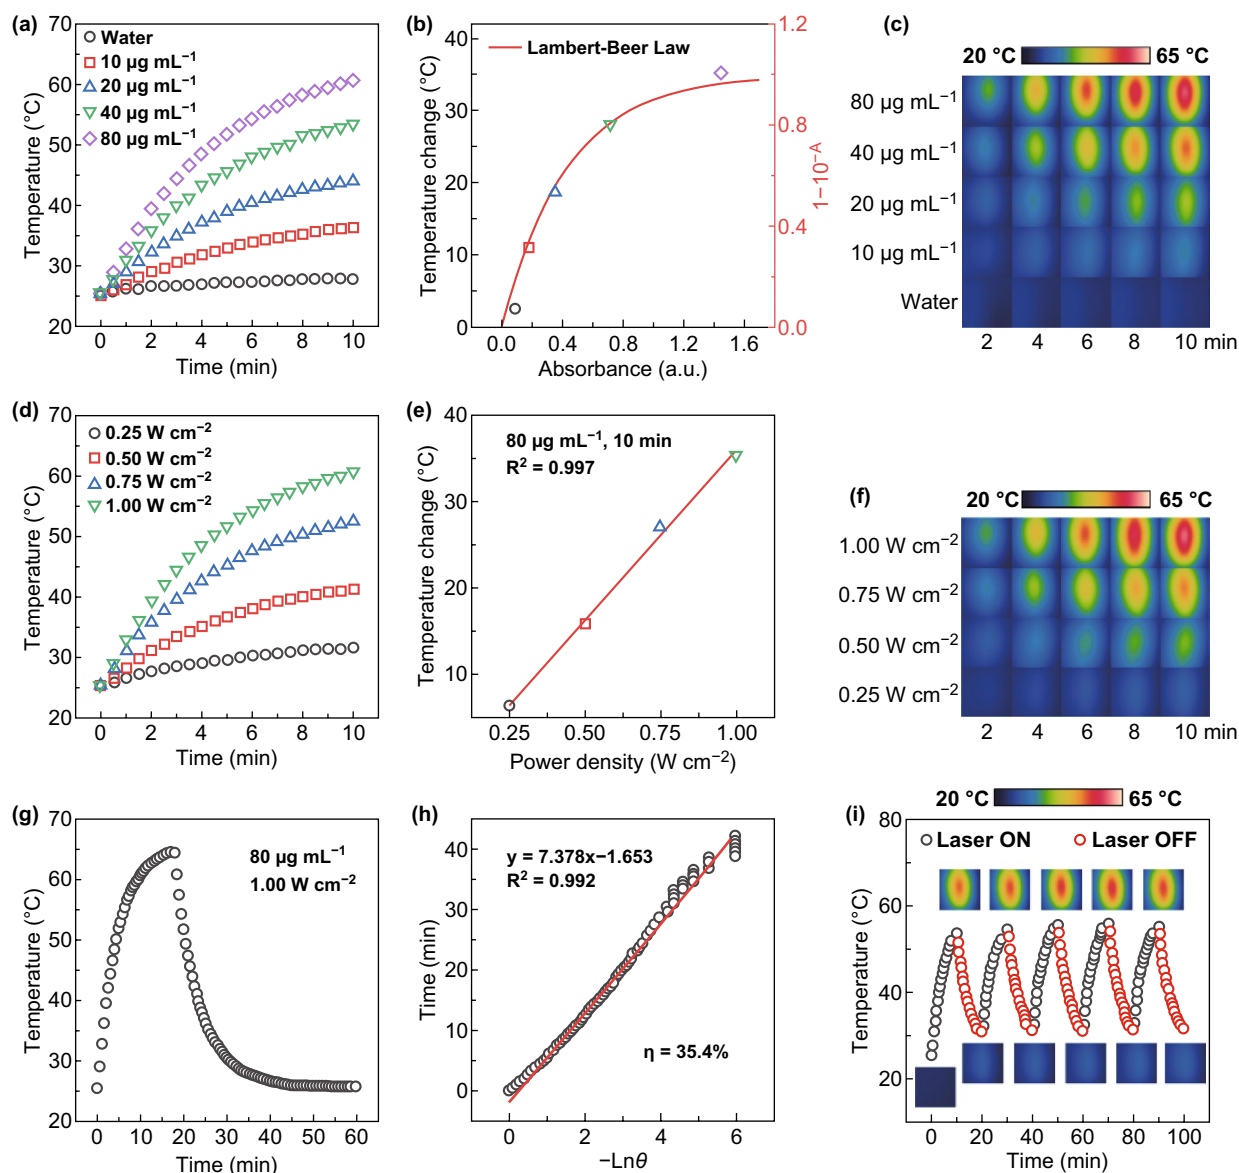 (a)
70
60
50
40
30
20
Temperature (°C)
Water
10 µg mL⁻¹
20 µg mL⁻¹
40 µg mL⁻¹
80 µg mL⁻¹
0 2 4 6 8 10
Time (min)
(b)
40
30
20
10
0
Temperature change (°C)
Lambert-Beer Law
1.2
0.8
0.4
0.0
1−10⁻ᴬ
0.0 0.4 0.8 1.2 1.6
Absorbance (a.u.)
(c)
20 °C 65 °C
80 µg mL⁻¹
40 µg mL⁻¹
20 µg mL⁻¹
10 µg mL⁻¹
Water
2 4 6 8 10 min
(d)
70
60
50
40
30
20
Temperature (°C)
0.25 W cm⁻²
0.50 W cm⁻²
0.75 W cm⁻²
1.00 W cm⁻²
0 2 4 6 8 10
Time (min)
(e)
40
30
20
10
Temperature change (°C)
80 µg mL⁻¹, 10 min
R² = 0.997
0.25 0.50 0.75 1.00
Power density (W cm⁻²)
(f)
20 °C 65 °C
1.00 W cm⁻²
0.75 W cm⁻²
0.50 W cm⁻²
0.25 W cm⁻²
2 4 6 8 10 min
(g)
70
60
50
40
30
20
Temperature (°C)
80 µg mL⁻¹
1.00 W cm⁻²
0 10 20 30 40 50 60
Time (min)
(h)
40
30
20
10
0
Time (min)
y = 7.378x−1.653
R² = 0.992
η = 35.4%
0 2 4 6
−Lnθ
(i)
20 °C 65 °C
80
60
40
20
Temperature (°C)
Laser ON Laser OFF
0 20 40 60 80 100
Time (min)